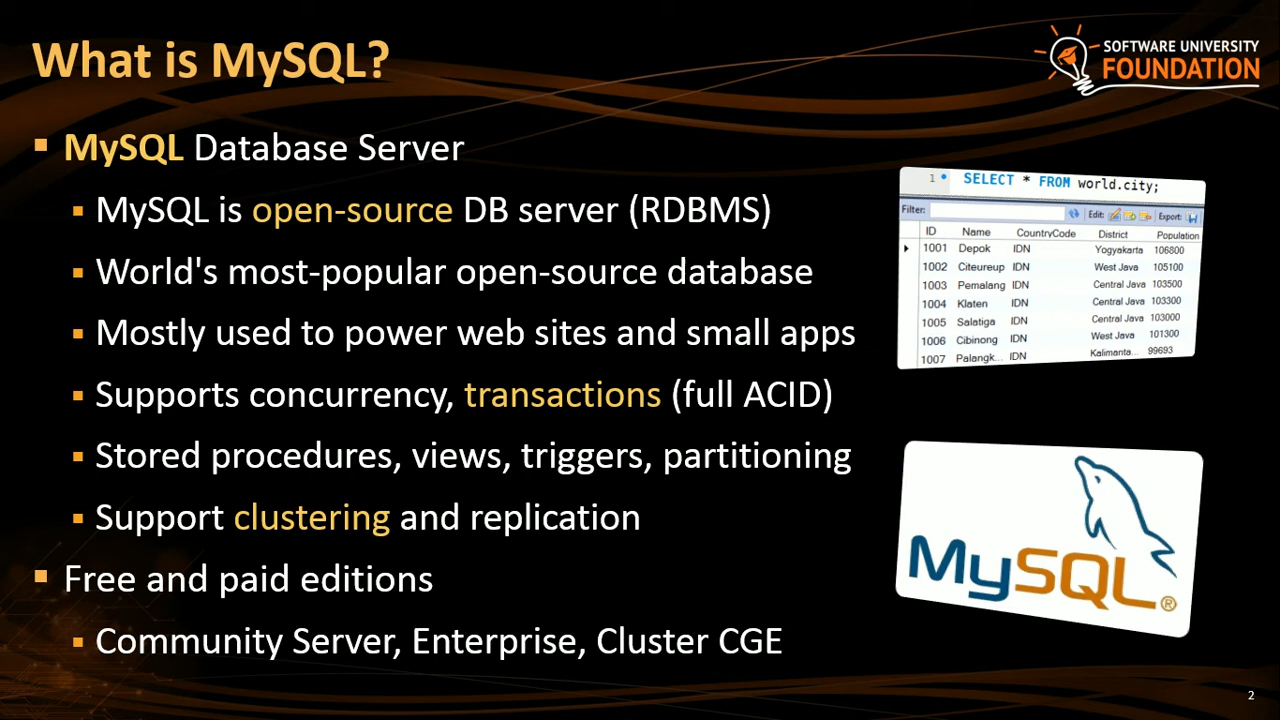 What is MySQL?
SOFTWARE UNIVERSITY
FOUNDATION
▪ MySQL Database Server
▪ MySQL is open-source DB server (RDBMS)
▪ World's most-popular open-source database
▪ Mostly used to power web sites and small apps
▪ Supports concurrency, transactions (full ACID)
▪ Stored procedures, views, triggers, partitioning
▪ Support clustering and replication
▪ Free and paid editions
▪ Community Server, Enterprise, Cluster CGE
1 SELECT * FROM world.city;
Filter: Edit: Export:
ID Name CountryCode District Population
1001 Depok IDN Yogyakarta 106800
1002 Citeureup IDN West Java 105100
1003 Pemalang IDN Central Java 103500
1004 Klaten IDN Central Java 103300
1005 Salatiga IDN Central Java 103000
1006 Cibinong IDN West Java 101300
1007 Palangk... IDN Kalimanta... 99693
MySQL®
2